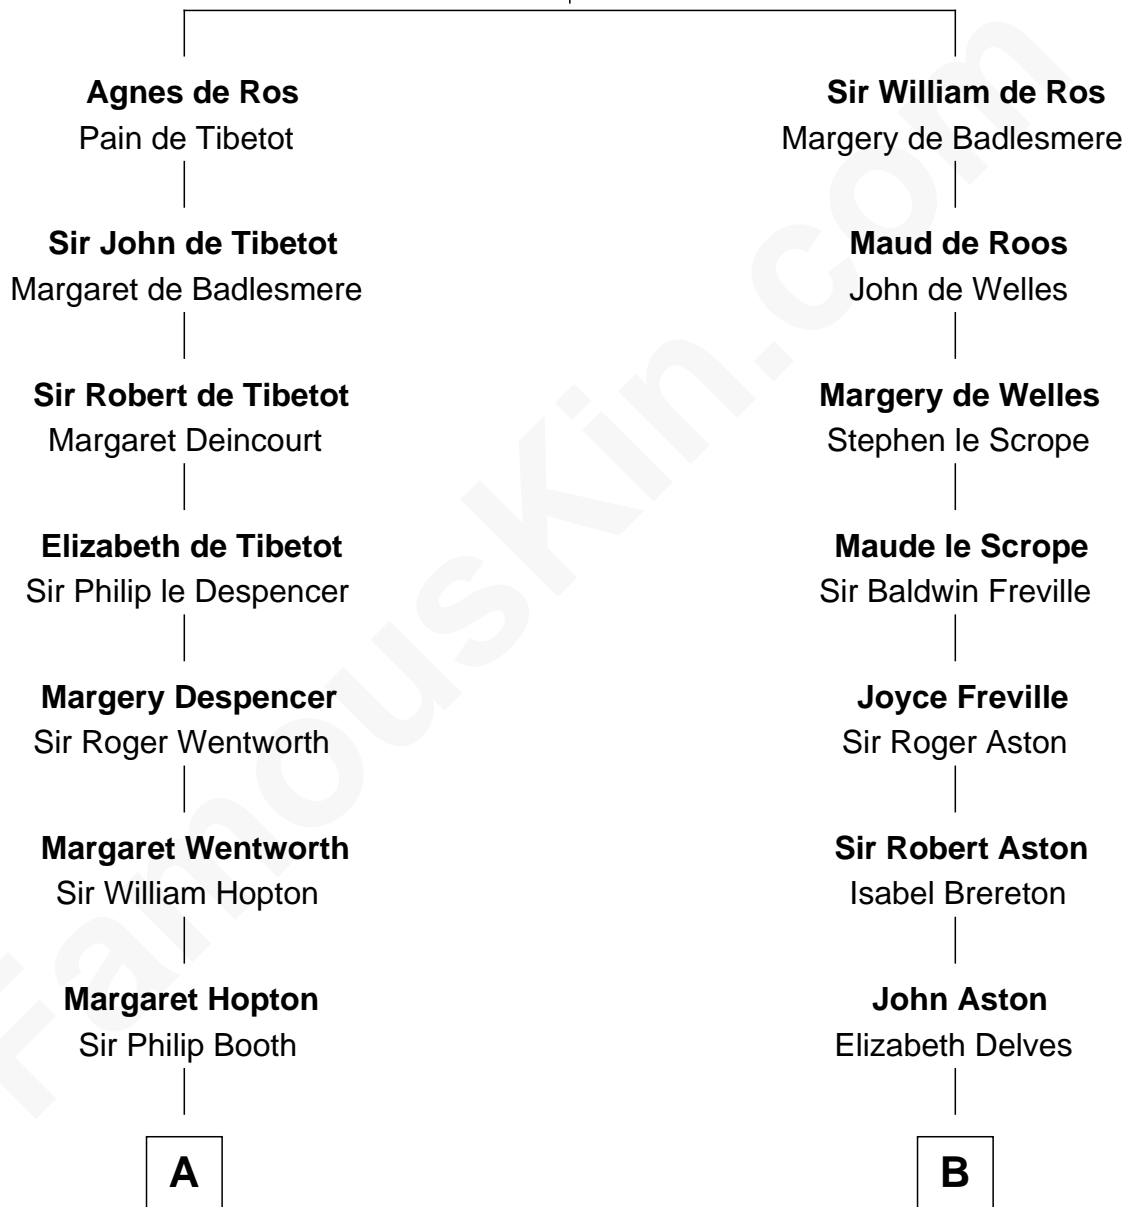 Agnes de Ros
Pain de Tibetot
Sir William de Ros
Margery de Badlesmere
Sir John de Tibetot
Margaret de Badlesmere
Maud de Roos
John de Welles
Sir Robert de Tibetot
Margaret Deincourt
Margery de Welles
Stephen le Scrope
Elizabeth de Tibetot
Sir Philip le Despencer
Maude le Scrope
Sir Baldwin Freville
Margery Despencer
Sir Roger Wentworth
Joyce Freville
Sir Roger Aston
Margaret Wentworth
Sir William Hopton
Sir Robert Aston
Isabel Brereton
Margaret Hopton
Sir Philip Booth
John Aston
Elizabeth Delves
A
B
FamousKin.com